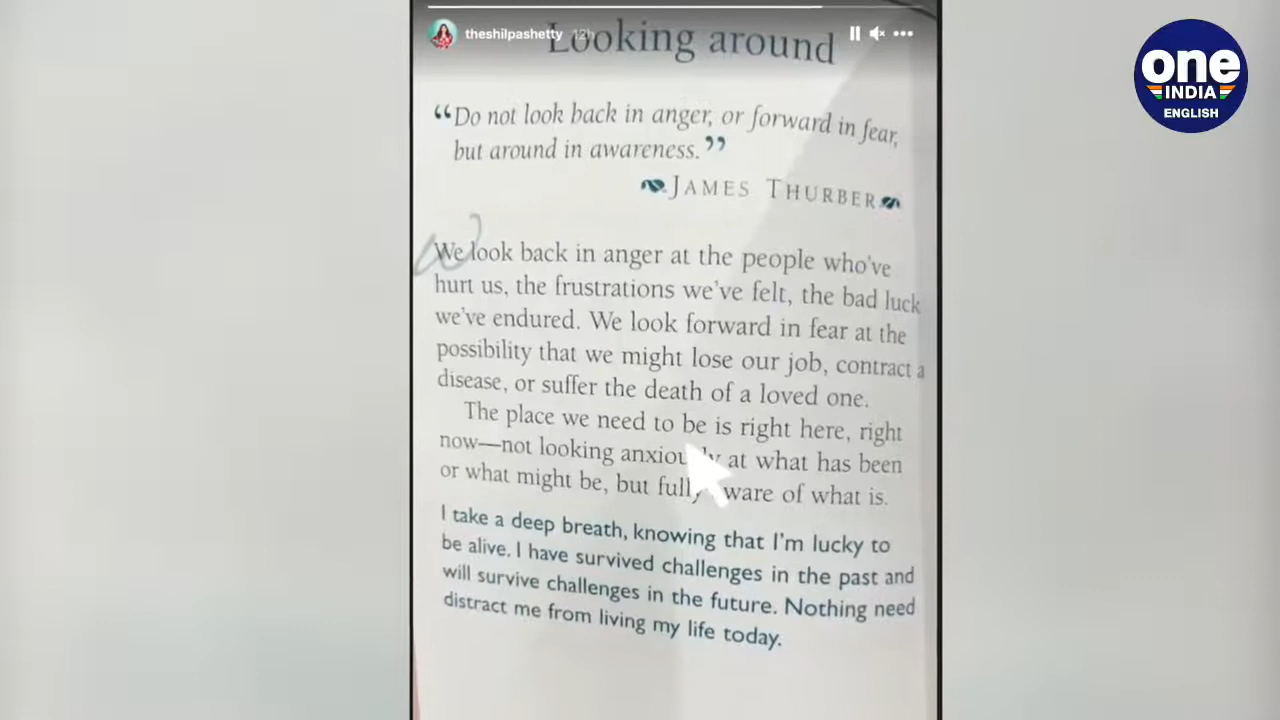 theshilpashetty 12h
Looking around
one
INDIA
ENGLISH
“Do not look back in anger, or forward in fear,
but around in awareness.”
JAMES THURBER
We look back in anger at the people who've
hurt us, the frustrations we've felt, the bad luck
we've endured. We look forward in fear at the
possibility that we might lose our job, contract a
disease, or suffer the death of a loved one.
The place we need to be is right here, right
now—not looking anxiously at what has been
or what might be, but fully aware of what is.
I take a deep breath, knowing that I'm lucky to
be alive. I have survived challenges in the past and
will survive challenges in the future. Nothing need
distract me from living my life today.